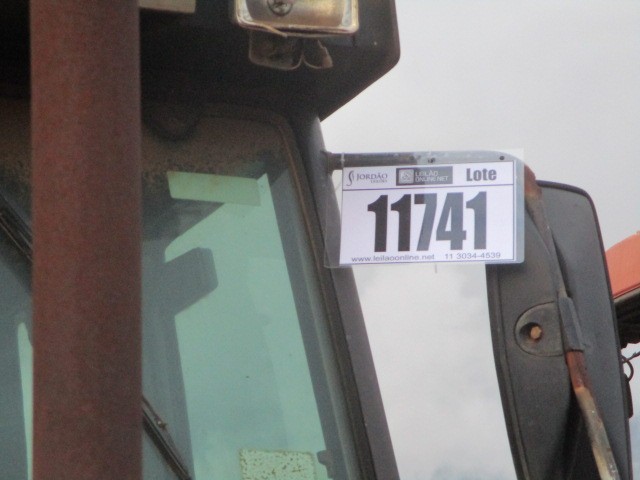 JORDÃO LEILÃO ONLINE.NET Lote
11741
www.leilaoonline.net 11 3034-4539